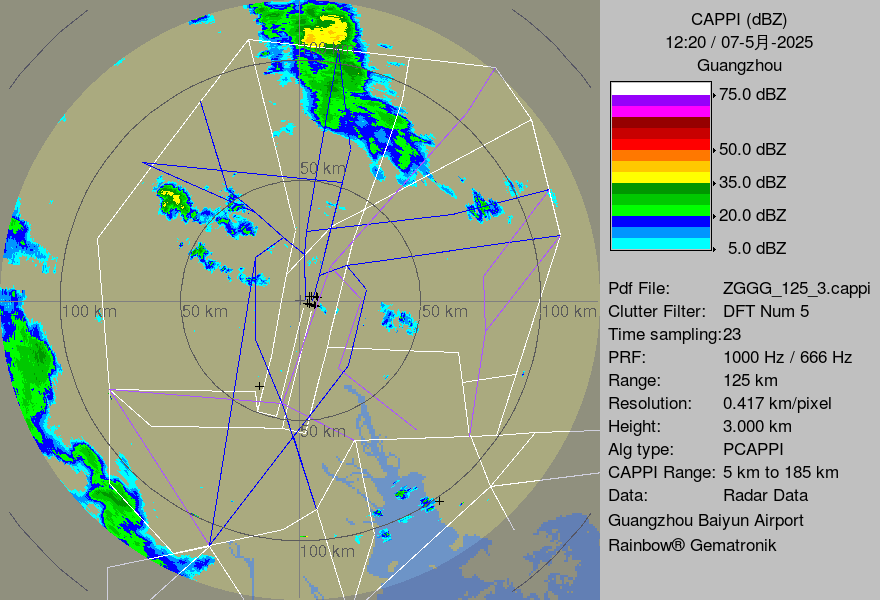 100 km
50 km
100 km
50 km
50 km
100 km
50 km
100 km
CAPPI (dBZ)
12:20 / 07-5月-2025
Guangzhou
75.0 dBZ
50.0 dBZ
35.0 dBZ
20.0 dBZ
5.0 dBZ
Pdf File: ZGGG_125_3.cappi
Clutter Filter: DFT Num 5
Time sampling:23
PRF: 1000 Hz / 666 Hz
Range: 125 km
Resolution: 0.417 km/pixel
Height: 3.000 km
Alg type: PCAPPI
CAPPI Range: 5 km to 185 km
Data: Radar Data
Guangzhou Baiyun Airport
Rainbow® Gematronik